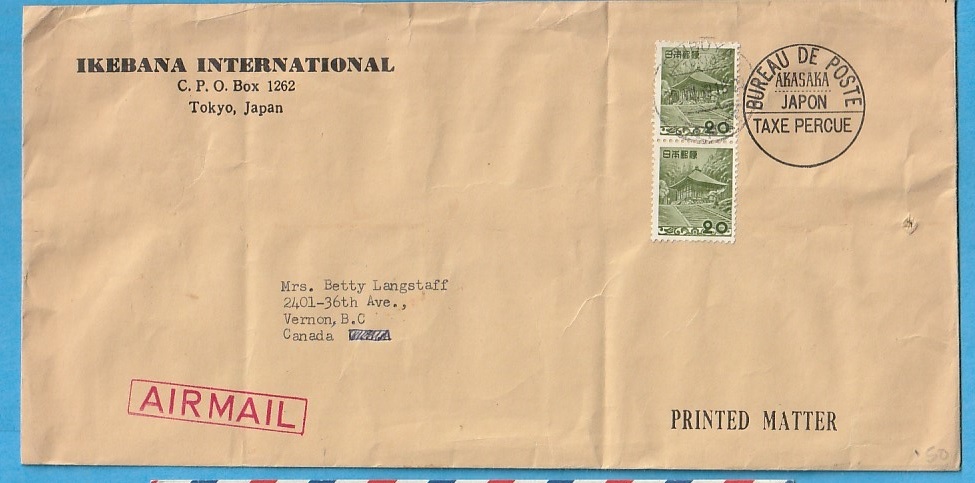 IKEBANA INTERNATIONAL
C. P. O. Box 1262
Tokyo, Japan
日本郵便
20
日本郵便
20
BUREAU DE POSTE
AKASAKA
JAPON
TAXE PERCUE
Mrs. Betty Langstaff
2401-36th Ave.,
Vernon, B.C
Canada
AIRMAIL
PRINTED MATTER
50